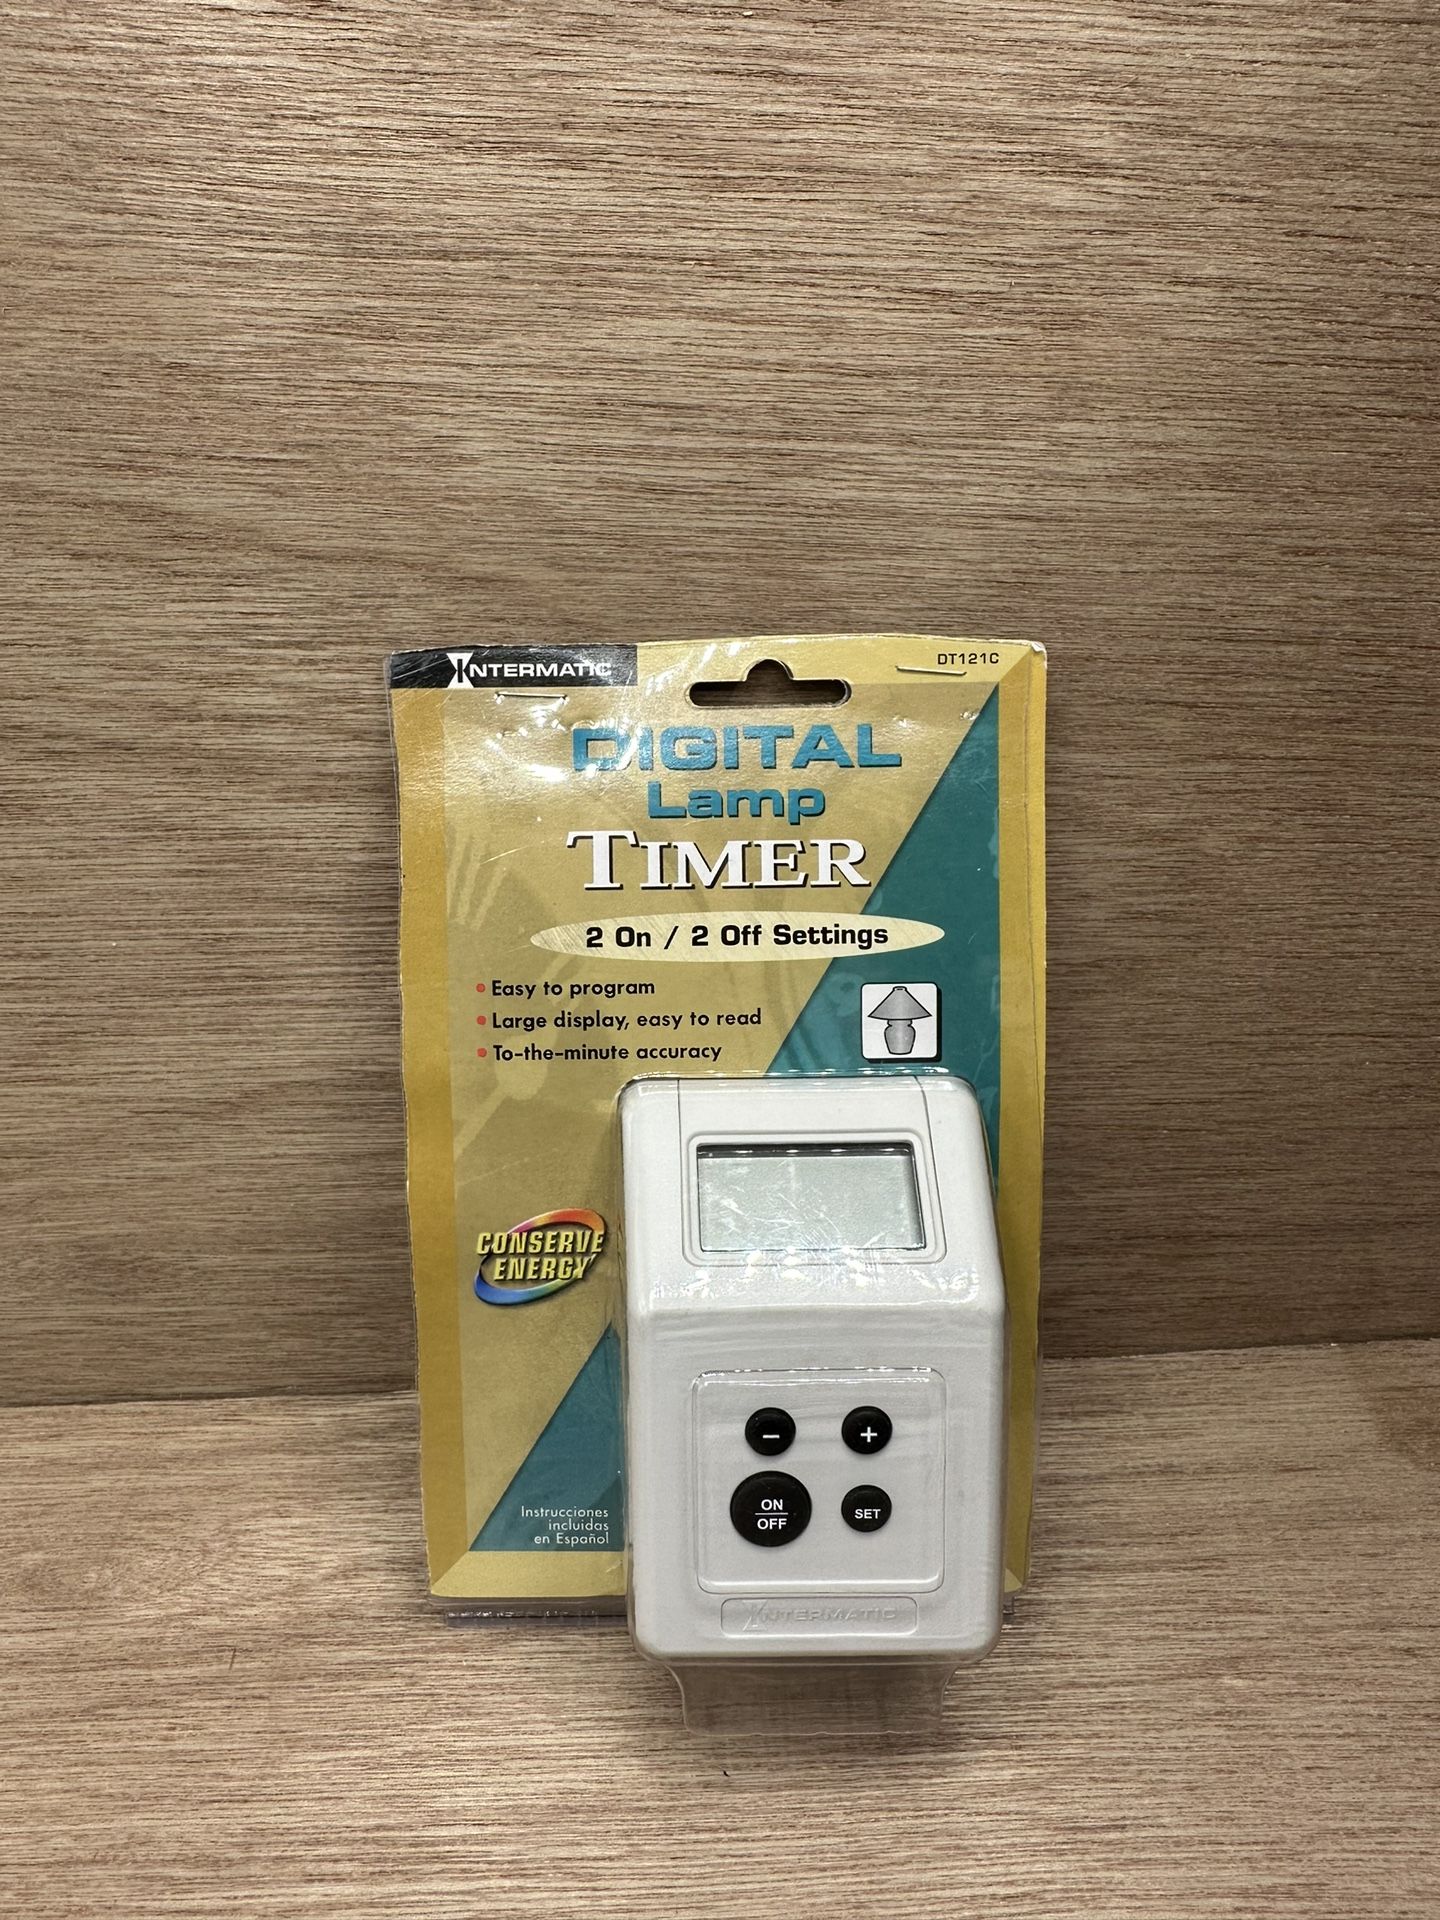 INTERMATIC
DT121C
DIGITAL
Lamp
TIMER
2 On / 2 Off Settings
• Easy to program
• Large display, easy to read
• To-the-minute accuracy
CONSERVE
ENERGY
Instrucciones
incluidas
en Español
− +
ON
OFF
SET
INTERMATIC